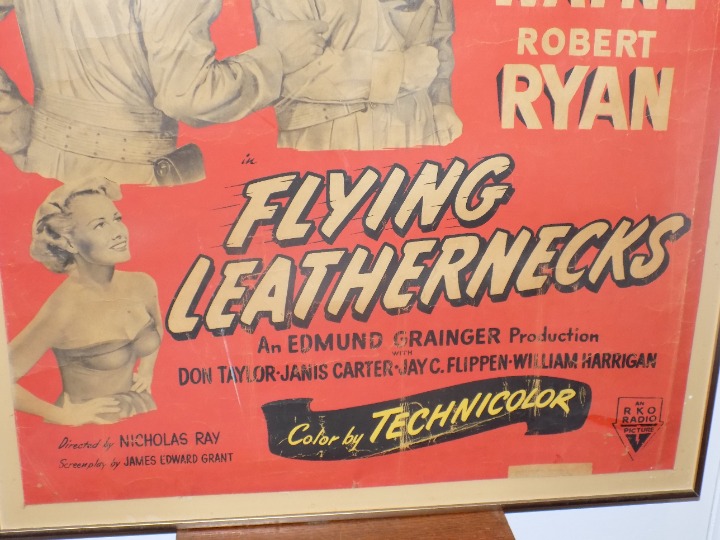 WAYNE
ROBERT
RYAN
in
FLYING
LEATHERNECKS
An EDMUND GRAINGER Production
WITH
DON TAYLOR·JANIS CARTER·JAY C. FLIPPEN·WILLIAM HARRIGAN
Color by TECHNICOLOR
Directed by NICHOLAS RAY
Screenplay by JAMES EDWARD GRANT
AN
RKO
RADIO
PICTURE